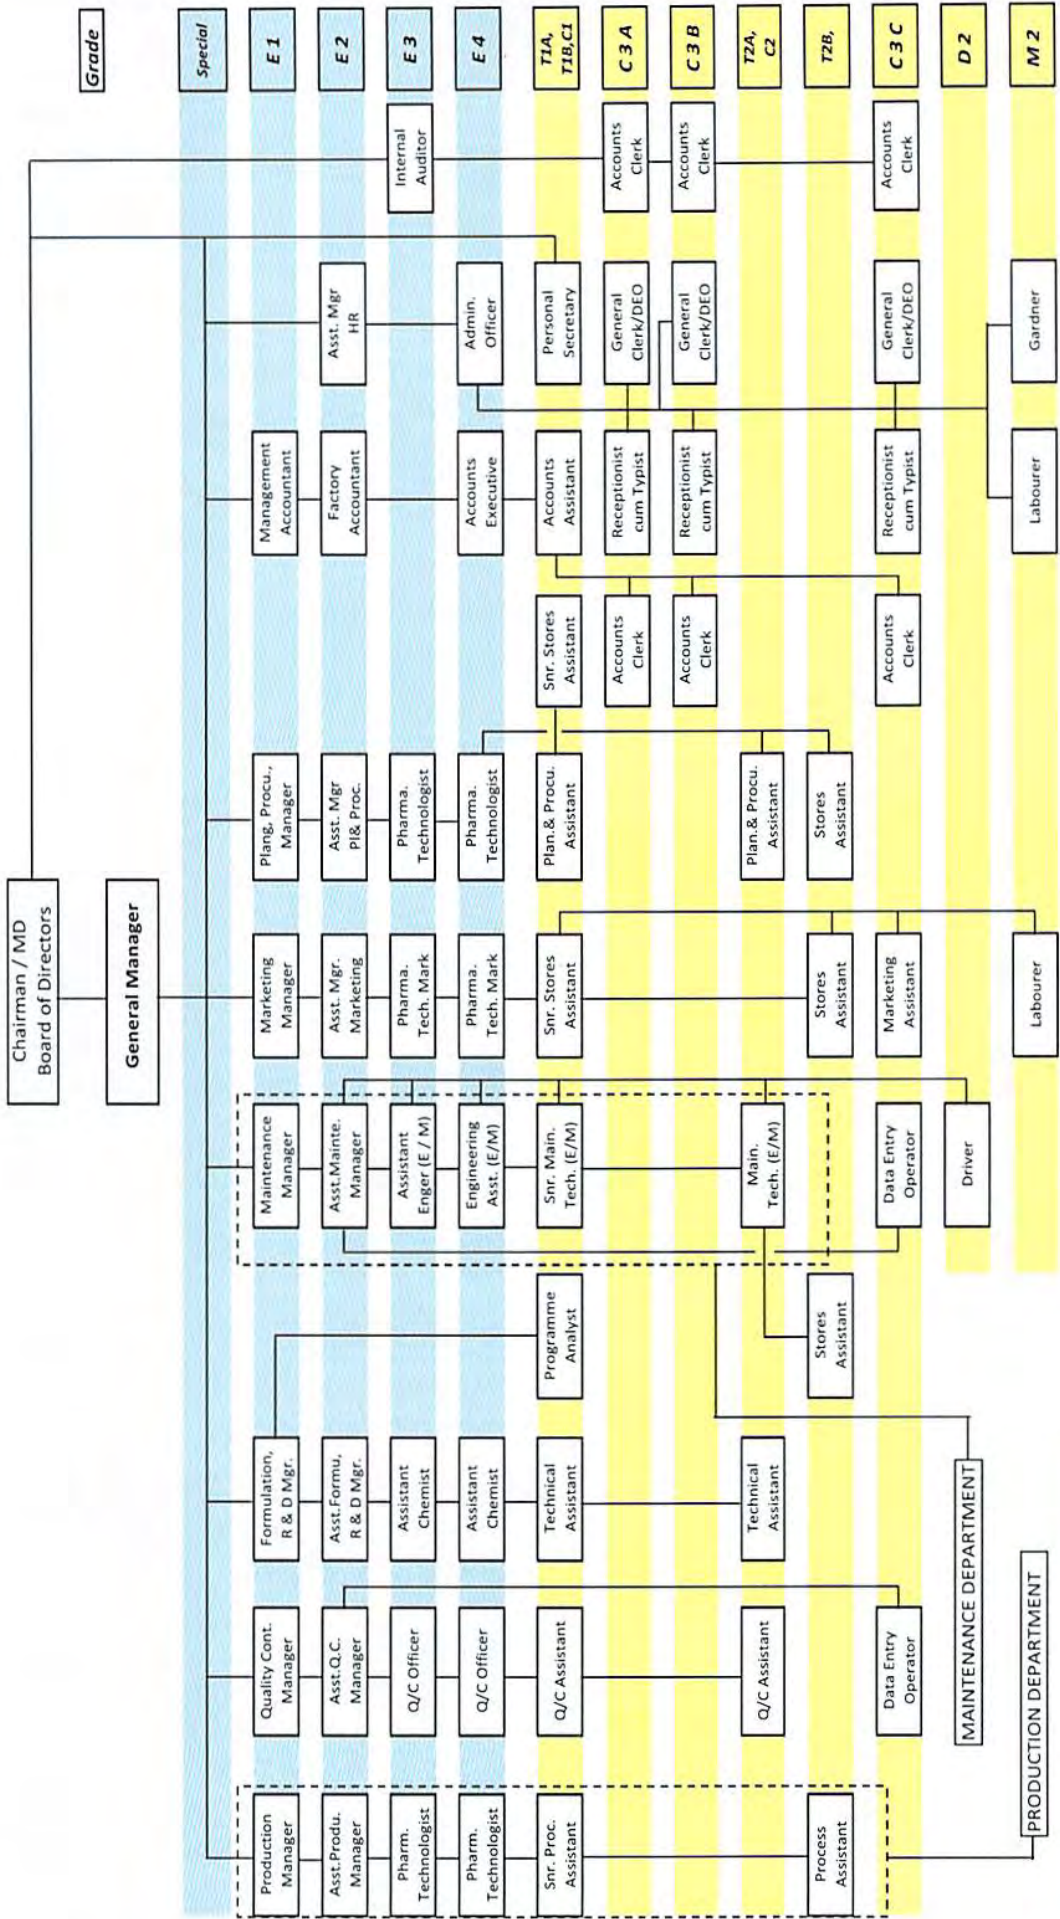 Chairman / MD
Board of Directors
General Manager
Grade
Special
E 1
Production
Manager
Quality Cont.
Manager
Formulation,
R & D Mgr.
Maintenance
Manager
Marketing
Manager
Plang, Procu.,
Manager
Management
Accountant
E 2
Asst.Produ.
Manager
Asst.Q.C.
Manager
Asst.Formu,
R & D Mgr.
Asst.Mainte.
Manager
Asst. Mgr.
Marketing
Asst. Mgr
Pl& Proc.
Factory
Accountant
Asst. Mgr
HR
E 3
Pharm.
Technologist
Q/C Officer
Assistant
Chemist
Assistant
Enger (E / M)
Pharma.
Tech. Mark
Pharma.
Technologist
Internal
Auditor
E 4
Pharm.
Technologist
Q/C Officer
Assistant
Chemist
Engineering
Asst. (E/M)
Pharma.
Tech. Mark
Pharma.
Technologist
Accounts
Executive
Admin.
Officer
T1A,
T1B,C1
Snr. Proc.
Assistant
Q/C Assistant
Technical
Assistant
Programme
Analyst
Snr. Main.
Tech. (E/M)
Snr. Stores
Assistant
Plan.& Procu.
Assistant
Snr. Stores
Assistant
Accounts
Assistant
Personal
Secretary
C 3 A
Accounts
Clerk
Receptionist
cum Typist
General
Clerk/DEO
Accounts
Clerk
C 3 B
Accounts
Clerk
Receptionist
cum Typist
General
Clerk/DEO
Accounts
Clerk
T2A,
C2
Q/C Assistant
Technical
Assistant
Main.
Tech. (E/M)
Plan.& Procu.
Assistant
T2B,
Process
Assistant
Stores
Assistant
Stores
Assistant
Stores
Assistant
C 3 C
Data Entry
Operator
Data Entry
Operator
Marketing
Assistant
Accounts
Clerk
Receptionist
cum Typist
General
Clerk/DEO
Accounts
Clerk
D 2
Driver
M 2
Labourer
Labourer
Gardner
MAINTENANCE DEPARTMENT
PRODUCTION DEPARTMENT